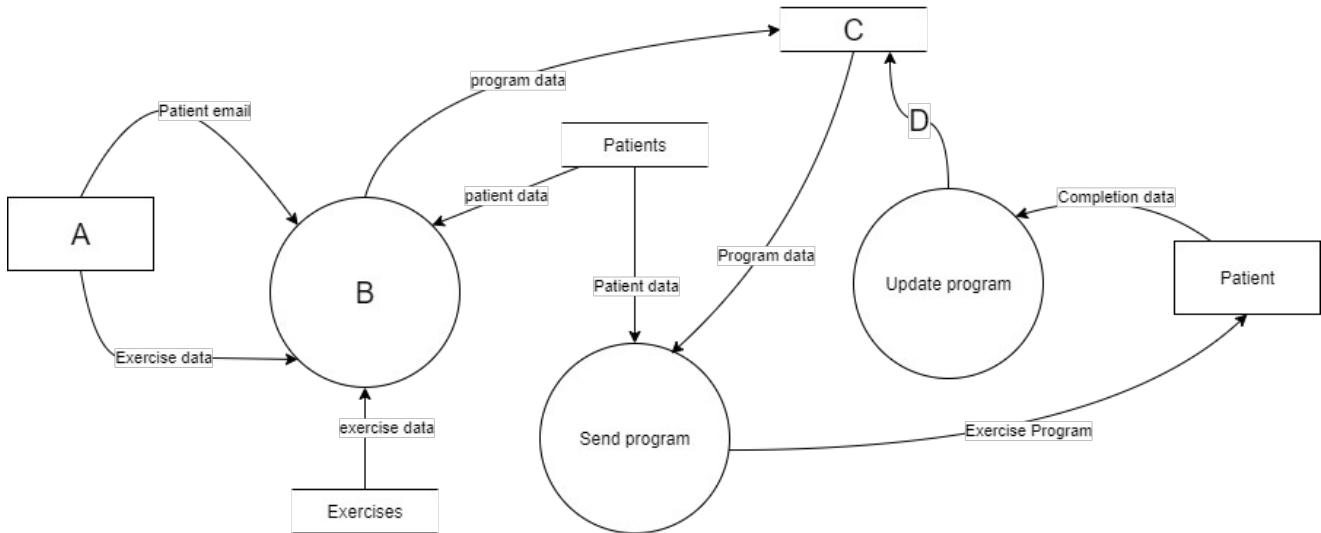 C
program data
Patient email
D
Patients
patient data
Completion data
A
Program data
Patient data
Update program
Patient
B
Exercise data
exercise data
Send program
Exercise Program
Exercises